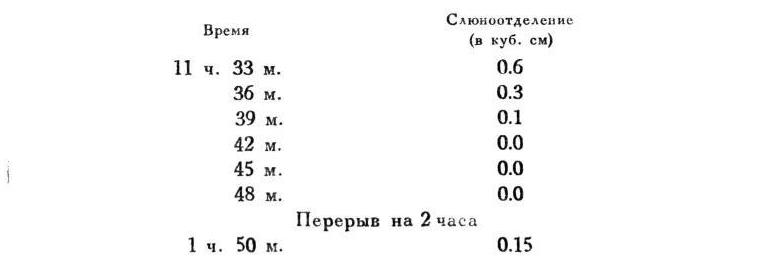 Время Слюноотделение
(в куб. см)
11 ч. 33 м. 0.6
36 м. 0.3
39 м. 0.1
42 м. 0.0
45 м. 0.0
48 м. 0.0
Перерыв на 2 часа
1 ч. 50 м. 0.15